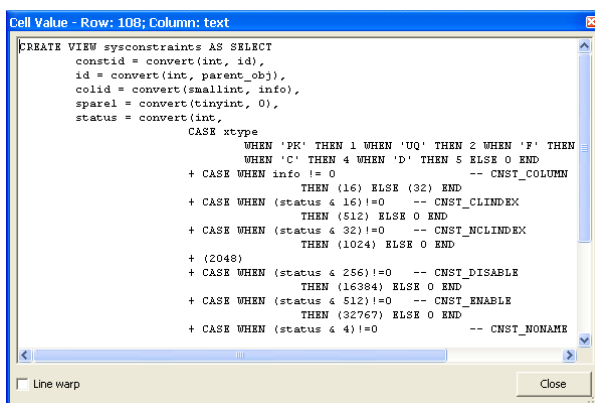 Cell Value - Row: 108; Column: text
CREATE VIEW sysconstraints AS SELECT
constid = convert(int, id),
id = convert(int, parent_obj),
colid = convert(smallint, info),
spare1 = convert(tinyint, 0),
status = convert(int,
CASE xtype
WHEN 'PK' THEN 1 WHEN 'UQ' THEN 2 WHEN 'F' THEN
WHEN 'C' THEN 4 WHEN 'D' THEN 5 ELSE 0 END
+ CASE WHEN info != 0 -- CNST_COLUMN
THEN (16) ELSE (32) END
+ CASE WHEN (status & 16)!=0 -- CNST_CLINDEX
THEN (512) ELSE 0 END
+ CASE WHEN (status & 32)!=0 -- CNST_NCLINDEX
THEN (1024) ELSE 0 END
+ (2048)
+ CASE WHEN (status & 256)!=0 -- CNST_DISABLE
THEN (16384) ELSE 0 END
+ CASE WHEN (status & 512)!=0 -- CNST_ENABLE
THEN (32767) ELSE 0 END
+ CASE WHEN (status & 4)!=0 -- CNST_NONAME
Line warp
Close